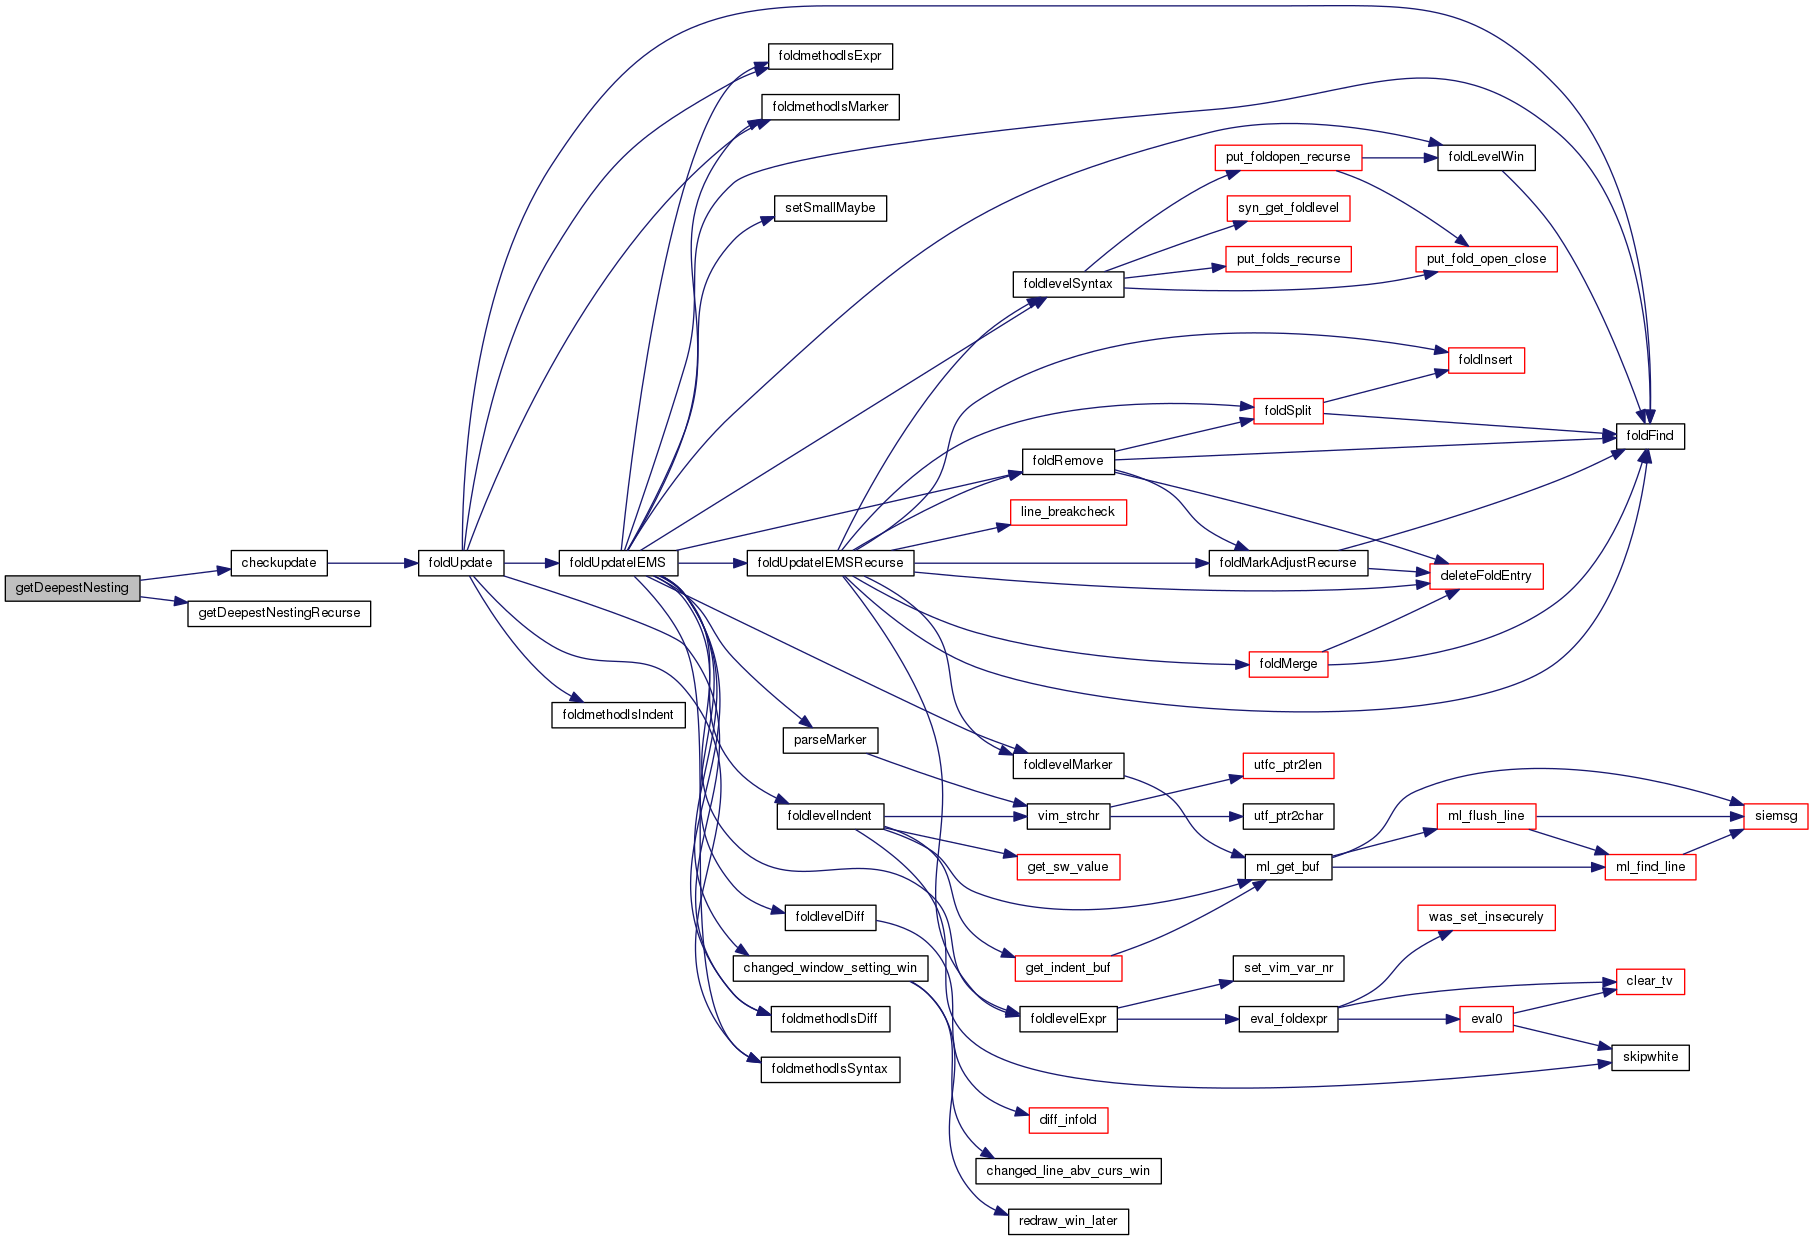 foldmethodIsExpr
foldmethodIsMarker
foldLevelWin
put_foldopen_recurse
setSmallMaybe
syn_get_foldlevel
put_folds_recurse
put_fold_open_close
foldlevelSyntax
foldInsert
foldSplit
foldFind
foldRemove
line_breakcheck
checkupdate
foldUpdate
foldUpdateIEMS
foldUpdateIEMSRecurse
foldMarkAdjustRecurse
deleteFoldEntry
getDeepestNesting
getDeepestNestingRecurse
foldMerge
foldmethodIsIndent
parseMarker
foldlevelMarker
utfc_ptr2len
foldlevelIndent
vim_strchr
utf_ptr2char
ml_flush_line
siemsg
get_sw_value
ml_get_buf
ml_find_line
foldlevelDiff
was_set_insecurely
changed_window_setting_win
get_indent_buf
set_vim_var_nr
clear_tv
foldmethodIsDiff
foldlevelExpr
eval_foldexpr
eval0
skipwhite
foldmethodIsSyntax
diff_infold
changed_line_abv_curs_win
redraw_win_later